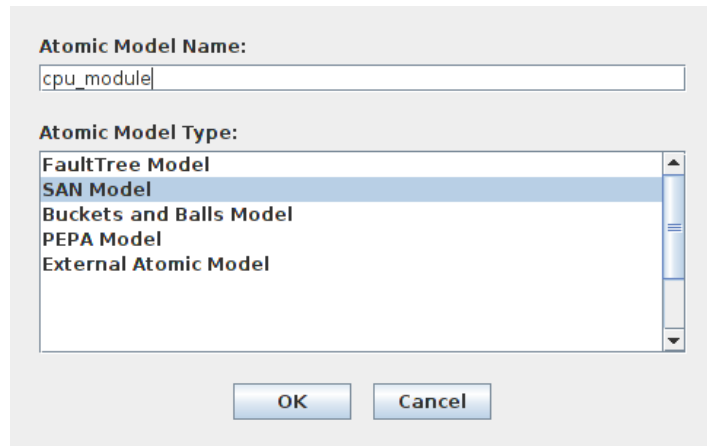 Atomic Model Name:
cpu_module
Atomic Model Type:
FaultTree Model
SAN Model
Buckets and Balls Model
PEPA Model
External Atomic Model
OK Cancel